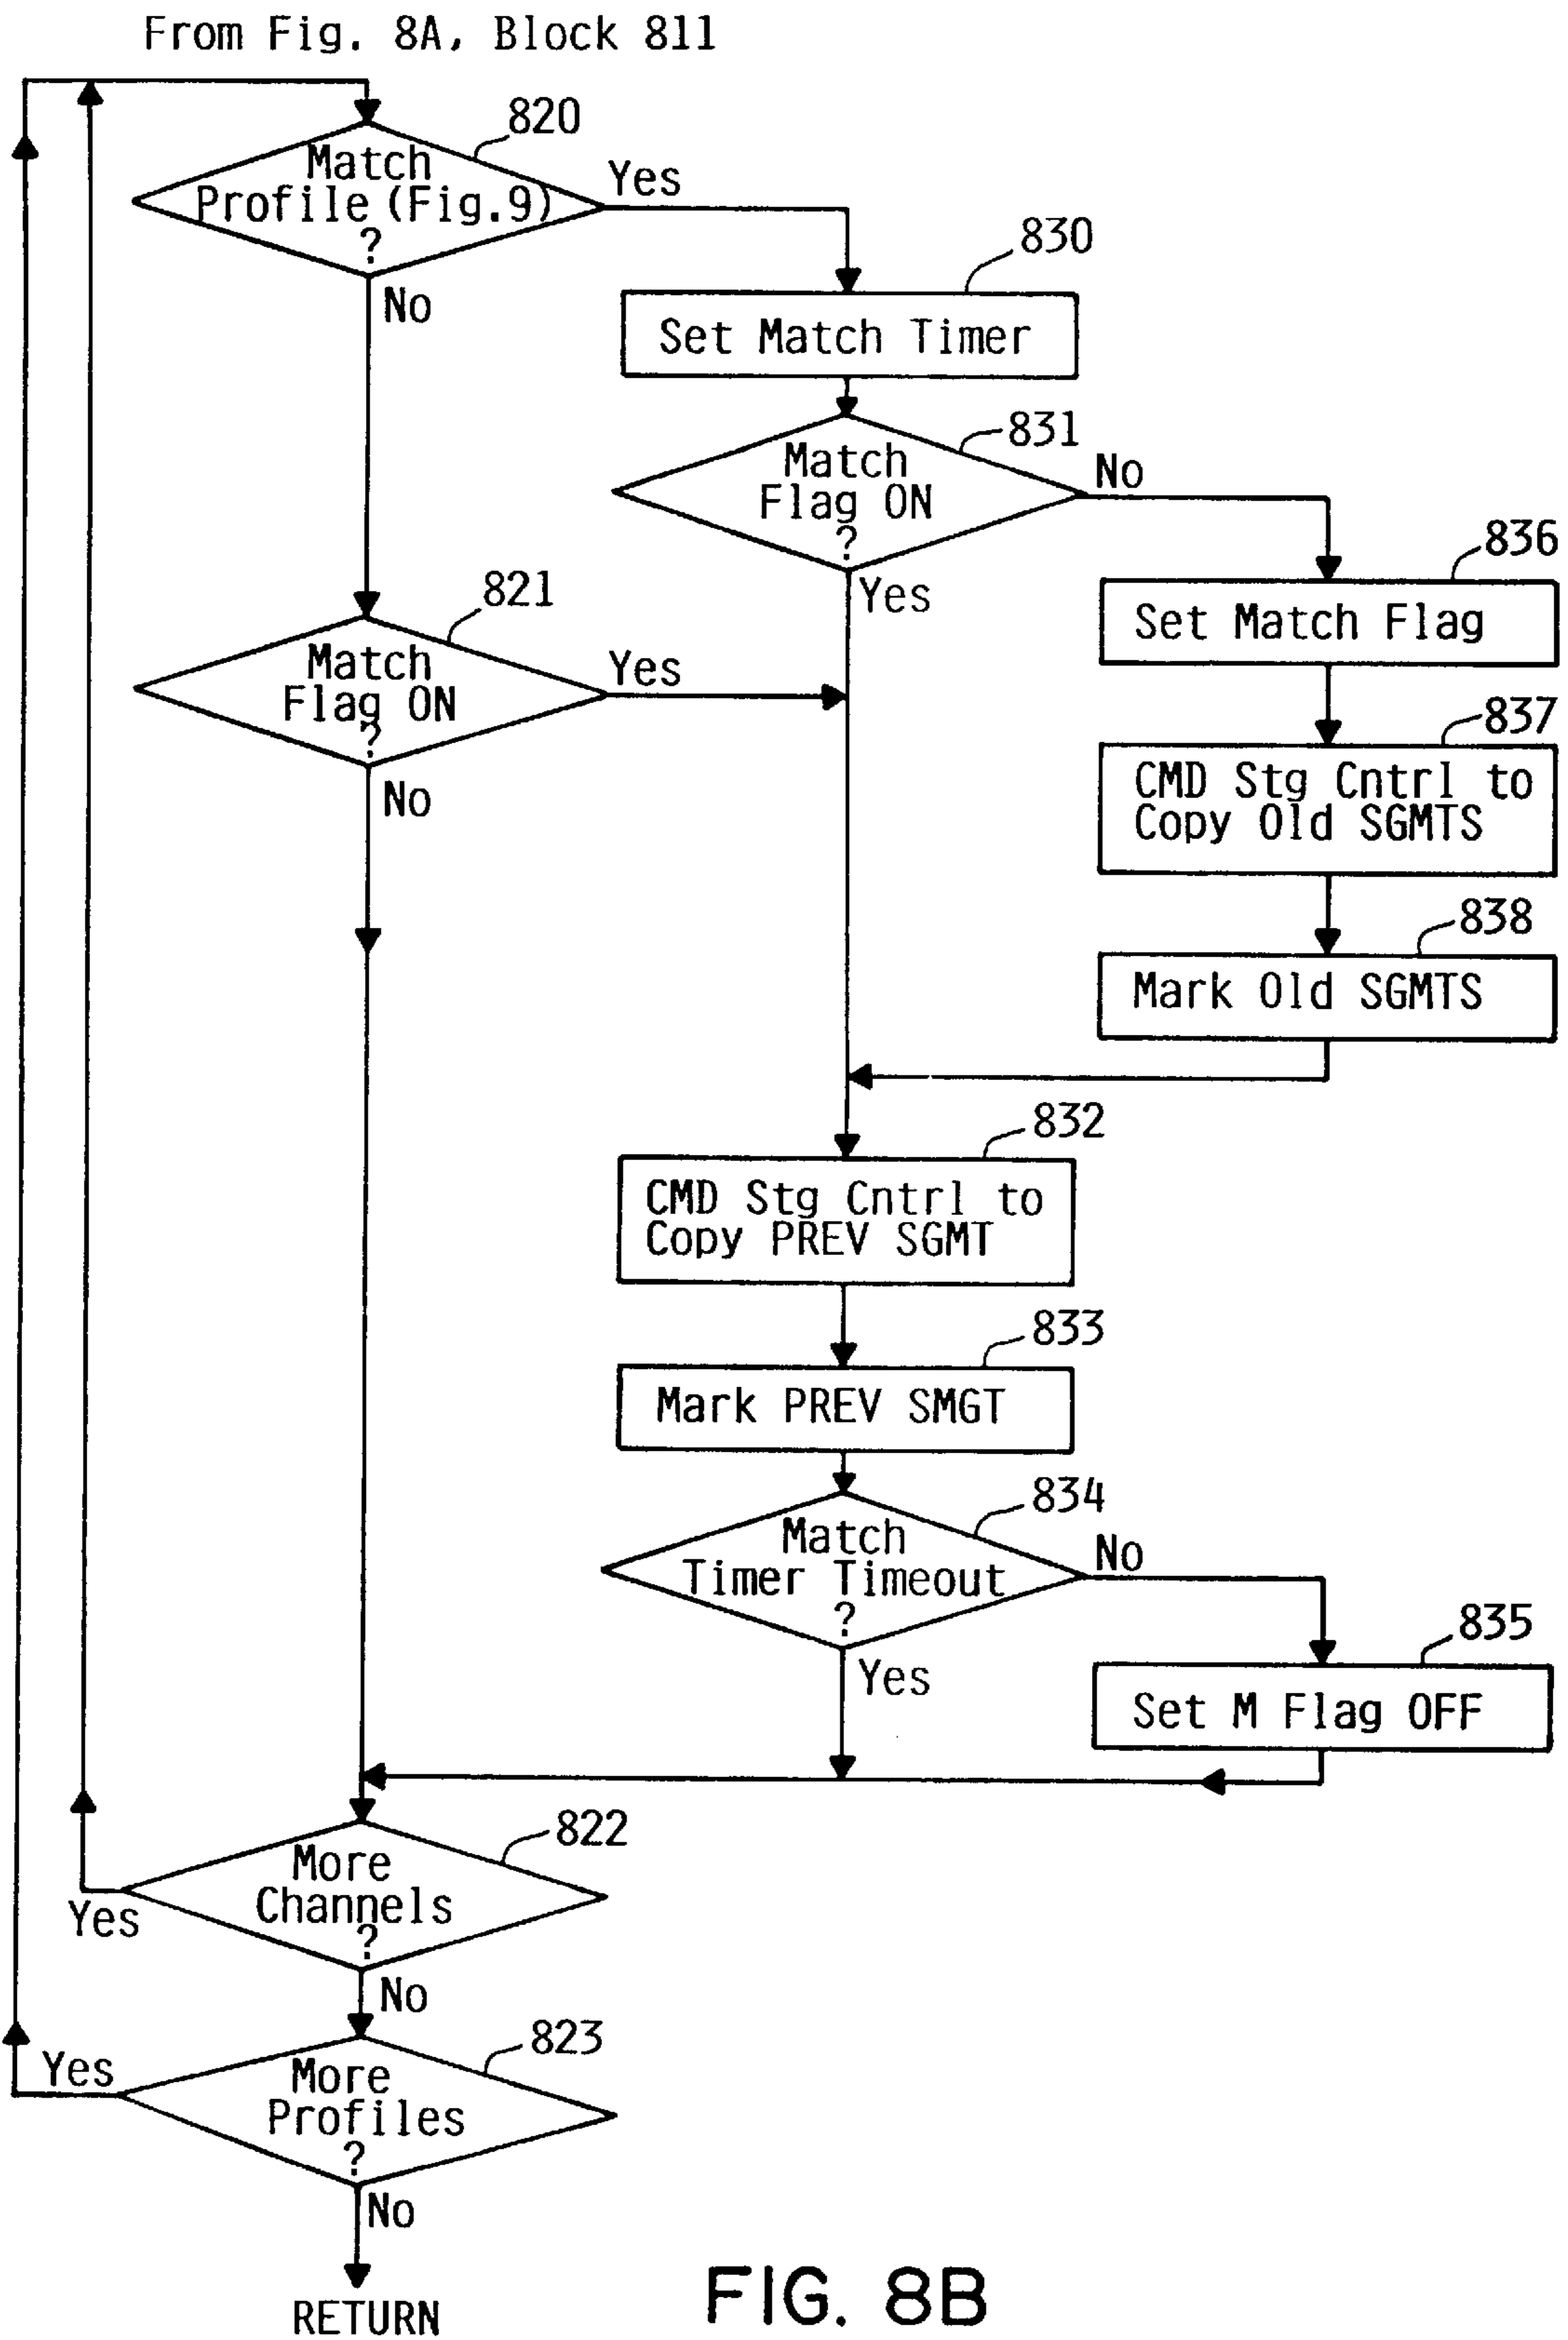 From Fig. 8A, Block 811
820
Match
Profile (Fig.9)
?
Yes
No
830
Set Match Timer
831
Match
Flag ON
?
No
Yes
836
Set Match Flag
821
Match
Flag ON
?
Yes
No
837
CMD Stg Cntrl to
Copy Old SGMTS
838
Mark Old SGMTS
832
CMD Stg Cntrl to
Copy PREV SGMT
833
Mark PREV SMGT
834
Match
Timer Timeout
?
No
Yes
835
Set M Flag OFF
822
More
Channels
?
Yes
No
823
More
Profiles
?
Yes
No
RETURN
FIG. 8B